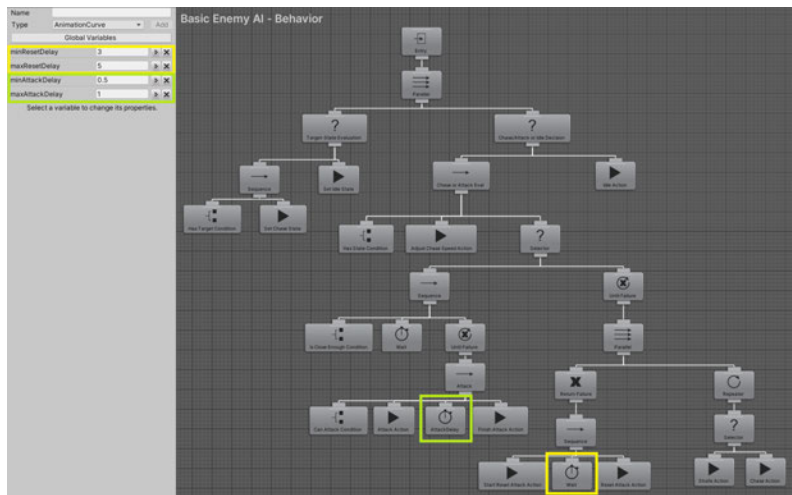 Name
Type AnimationCurve Add
Global Variables
minResetDelay 3
maxResetDelay 5
minAttackDelay 0.5
maxAttackDelay 1
Select a variable to change its properties.
Basic Enemy AI - Behavior
Entry
Parallel
Target State Evaluation
Chase/Attack or Idle Decision
Sequence
Set Idle State
Chase or Attack Eval
Idle Action
Has Target Condition
Set Chase State
Has State Condition
Adjust Chase Speed Action
Selector
Sequence
Until Failure
Is Close Enough Condition
Wait
Until Failure
Parallel
Attack
Return Failure
Repeater
Can Attack Condition
Attack Action
AttackDelay
Finish Attack Action
Sequence
Selector
Start Reset Attack Action
Wait
Reset Attack Action
Strafe Action
Chase Action